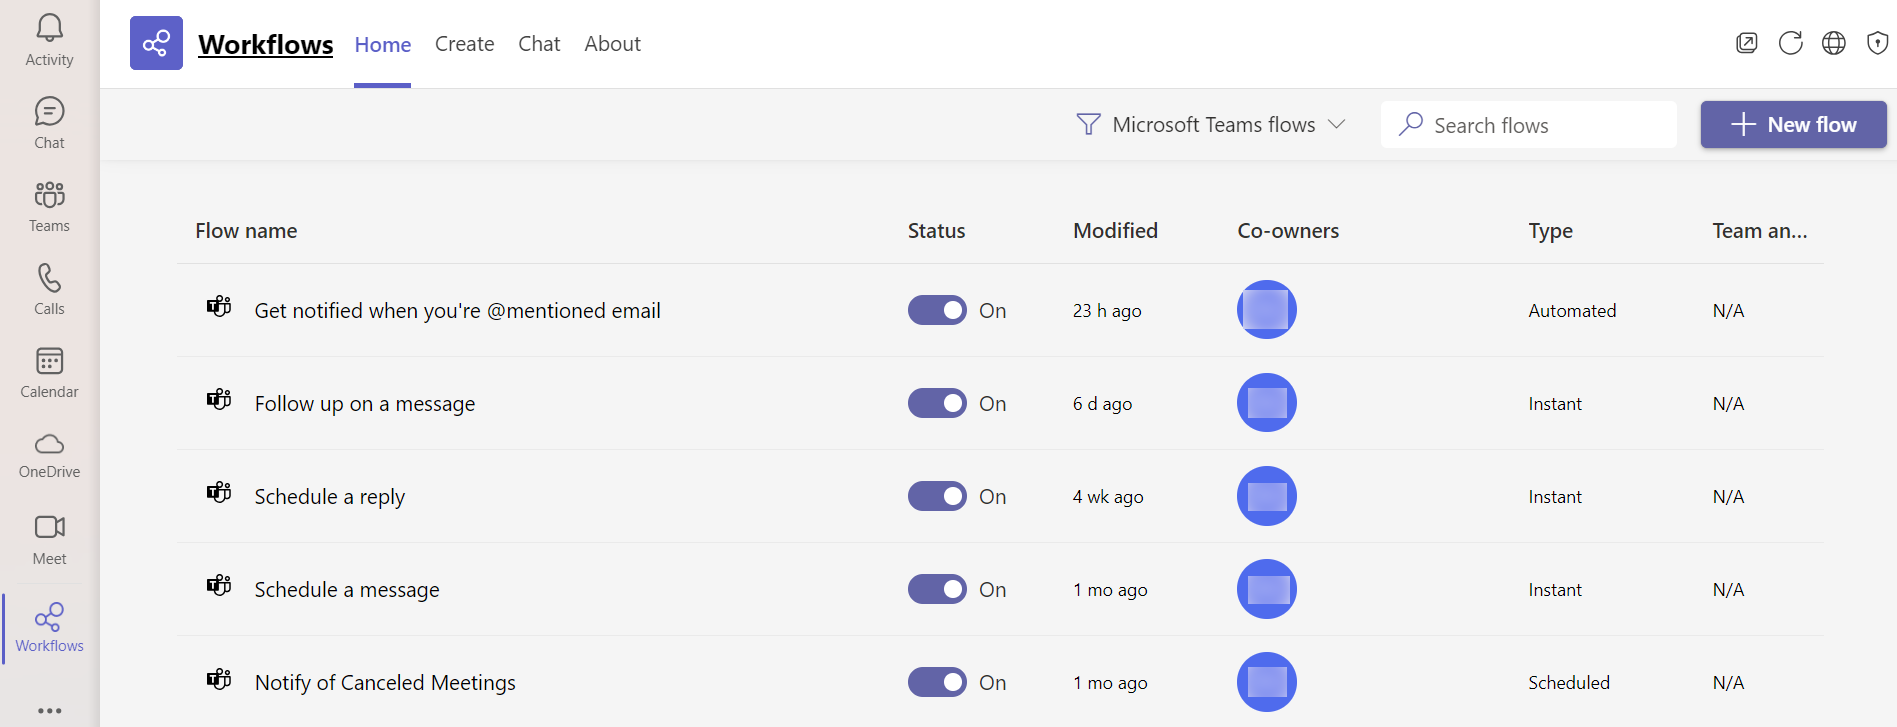 Activity
Chat
Teams
Calls
Calendar
OneDrive
Meet
Workflows
Workflows Home Create Chat About
Microsoft Teams flows Search flows New flow
Flow name Status Modified Co-owners Type Team an...
Get notified when you're @mentioned email On 23 h ago Automated N/A
Follow up on a message On 6 d ago Instant N/A
Schedule a reply On 4 wk ago Instant N/A
Schedule a message On 1 mo ago Instant N/A
Notify of Canceled Meetings On 1 mo ago Scheduled N/A